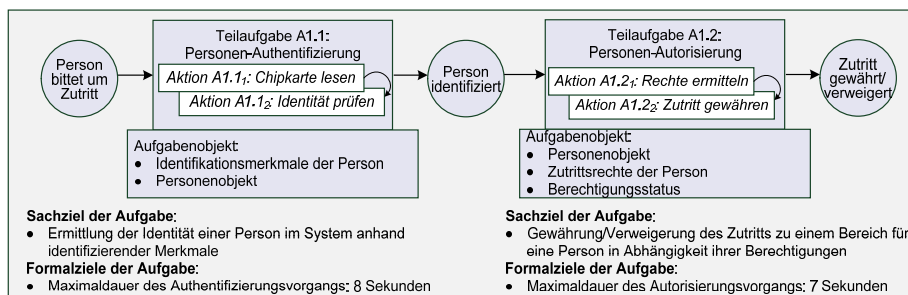 Person
bittet um
Zutritt
Teilaufgabe A1.1:
Personen-Authentifizierung
Aktion A1.1₁: Chipkarte lesen
Aktion A1.1₂: Identität prüfen
Person
identifiziert
Teilaufgabe A1.2:
Personen-Autorisierung
Aktion A1.2₁: Rechte ermitteln
Aktion A1.2₂: Zutritt gewähren
Zutritt
gewährt/
verweigert
Aufgabenobjekt:
● Identifikationsmerkmale der Person
● Personenobjekt
Aufgabenobjekt:
● Personenobjekt
● Zutrittsrechte der Person
● Berechtigungsstatus
Sachziel der Aufgabe:
● Ermittlung der Identität einer Person im System anhand
identifizierender Merkmale
Formalziele der Aufgabe:
● Maximaldauer des Authentifizierungsvorgangs: 8 Sekunden
Sachziel der Aufgabe:
● Gewährung/Verweigerung des Zutritts zu einem Bereich für
eine Person in Abhängigkeit ihrer Berechtigungen
Formalziele der Aufgabe:
● Maximaldauer des Autorisierungsvorgangs: 7 Sekunden